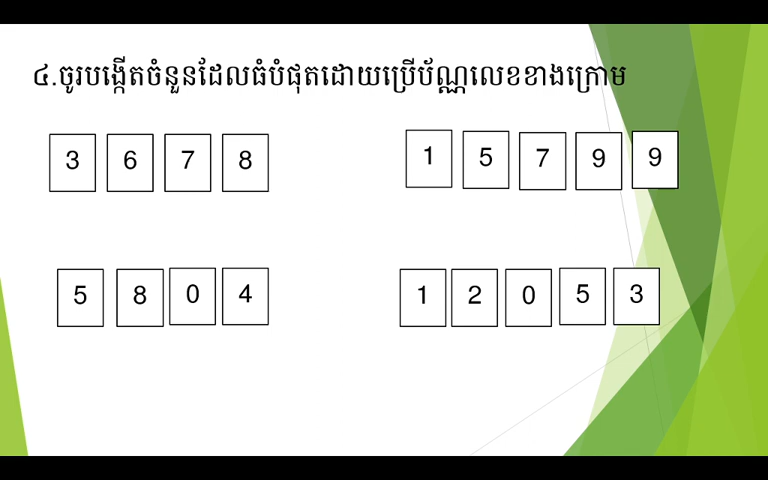 ៤.ចូរបង្កើតចំនួនដែលធំបំផុតដោយប្រើប័ណ្ណលេខខាងក្រោម
3 6 7 8
1 5 7 9 9
5 8 0 4
1 2 0 5 3